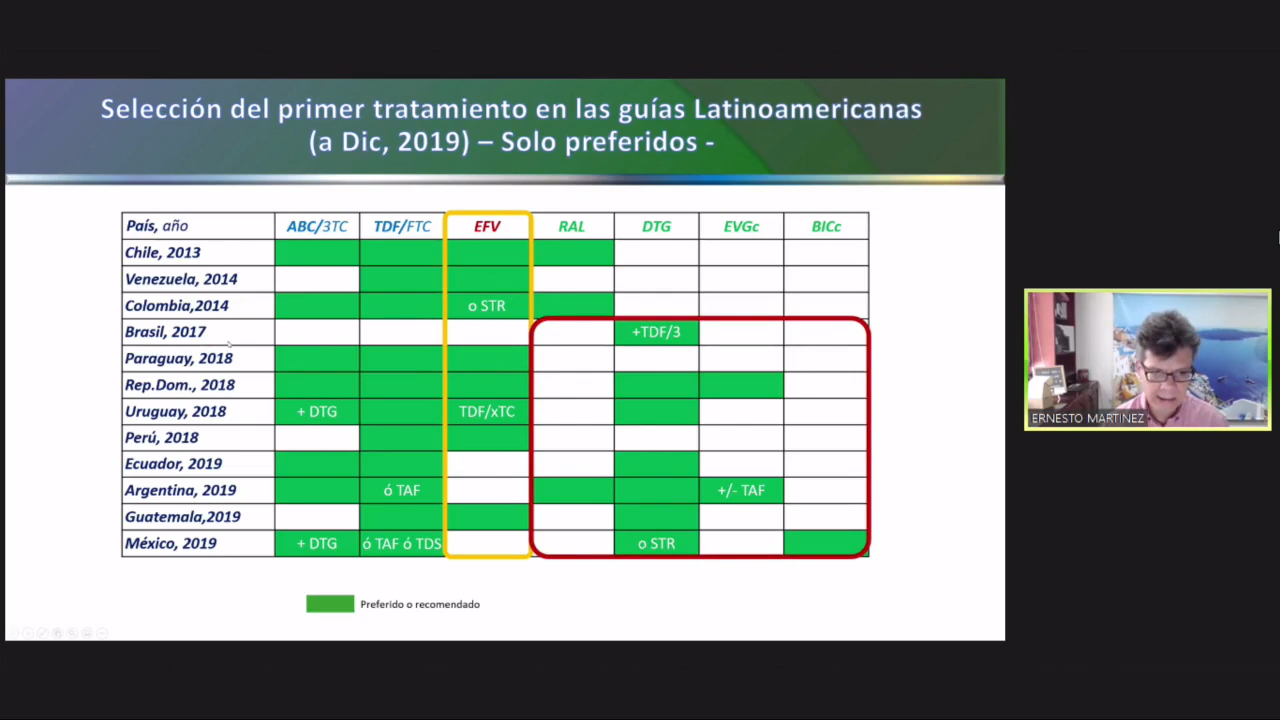 Selección del primer tratamiento en las guías Latinoamericanas
(a Dic, 2019) – Solo preferidos -
País, año ABC/3TC TDF/FTC EFV RAL DTG EVGc BICc
Chile, 2013
Venezuela, 2014
Colombia,2014 o STR
Brasil, 2017 +TDF/3
Paraguay, 2018
Rep.Dom., 2018
Uruguay, 2018 + DTG TDF/xTC
Perú, 2018
Ecuador, 2019
Argentina, 2019 ó TAF +/- TAF
Guatemala,2019
México, 2019 + DTG ó TAF ó TDS o STR
Preferido o recomendado
ERNESTO MARTINEZ